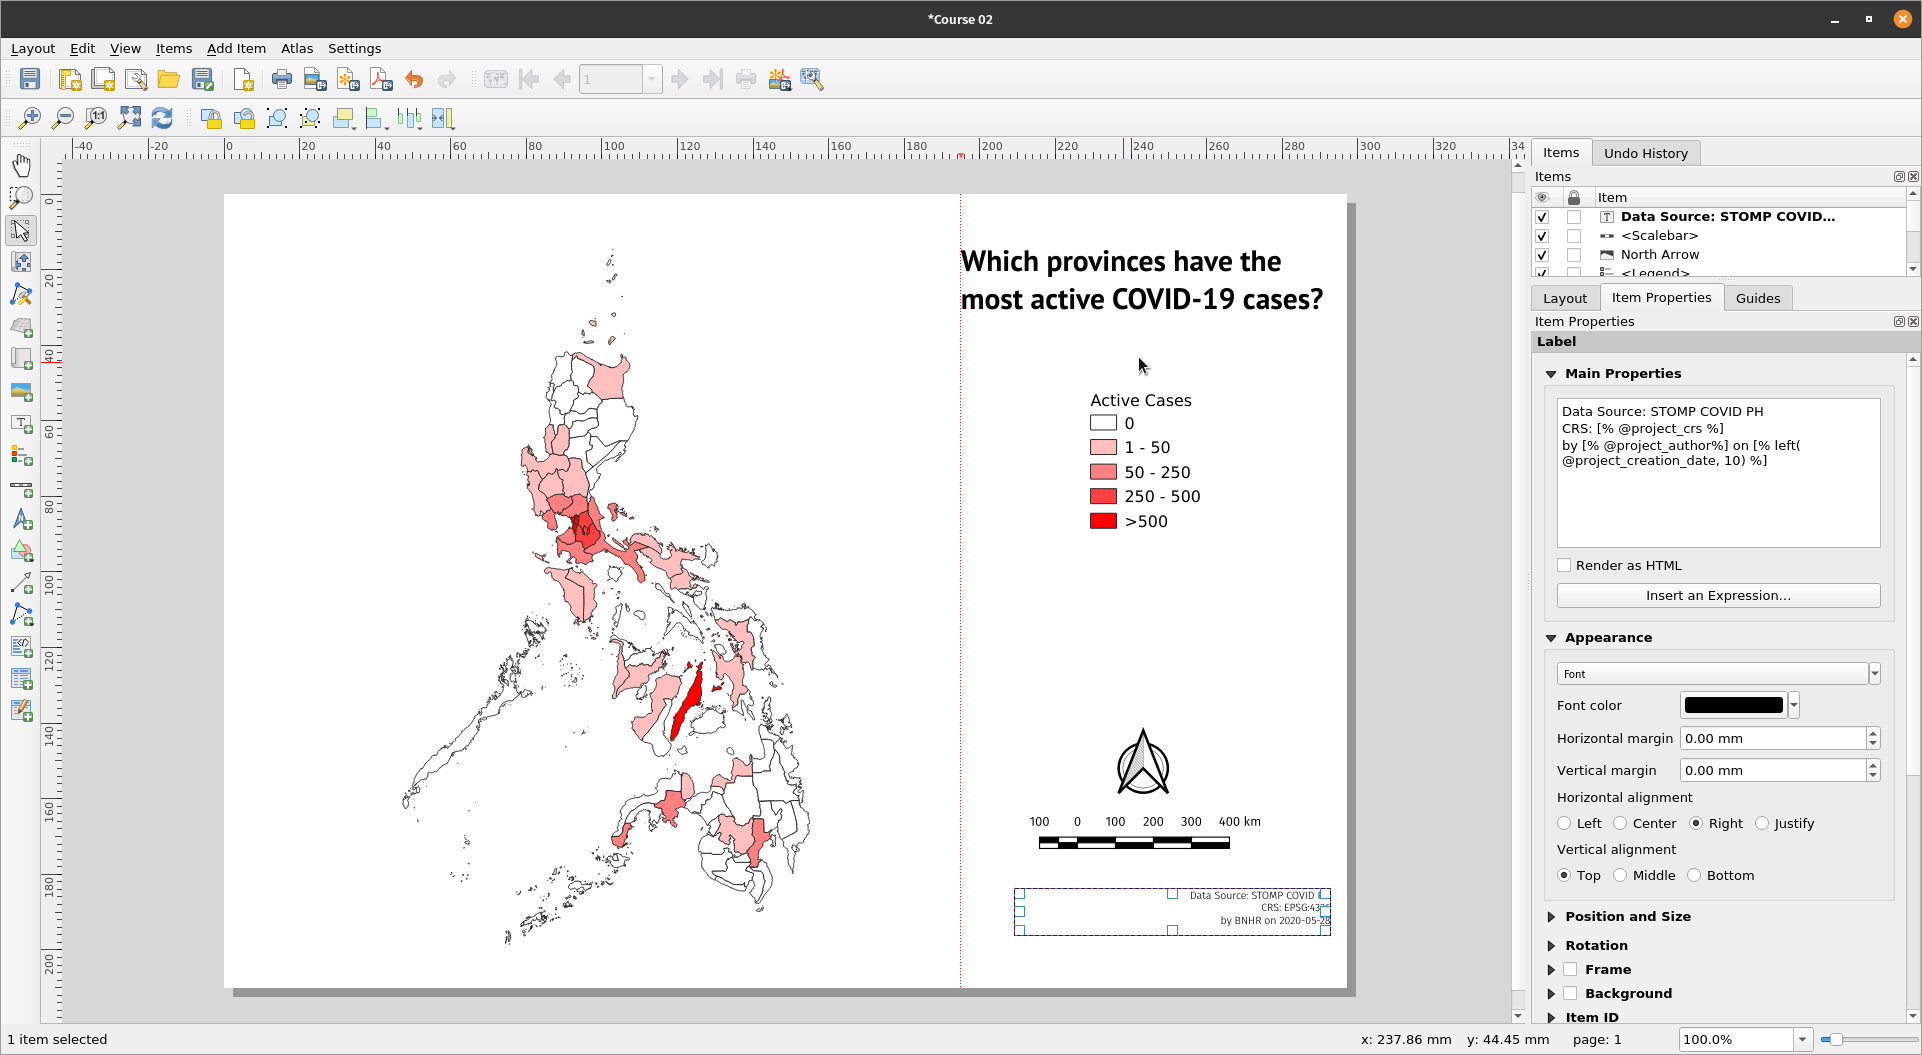 *Course 02
Layout Edit View Items Add Item Atlas Settings
1:1
1
-40 -20 0 20 40 60 80 100 120 140 160 180 200 220 240 260 280 300 320 34
0
20
40
60
80
100
120
140
160
180
200
Which provinces have the
most active COVID-19 cases?
Active Cases
0
1 - 50
50 - 250
250 - 500
>500
100 0 100 200 300 400 km
Data Source: STOMP COVID
CRS: EPSG:
by BNHR on 2020-05-28
Items Undo History
Items
Item
Data Source: STOMP COVID...
<Scalebar>
North Arrow
<Legend>
Layout Item Properties Guides
Item Properties
Label
Main Properties
Data Source: STOMP COVID PH
CRS: [% @project_crs %]
by [% @project_author%] on [% left(
@project_creation_date, 10) %]
Render as HTML
Insert an Expression...
Appearance
Font
Font color
Horizontal margin 0.00 mm
Vertical margin 0.00 mm
Horizontal alignment
Left Center Right Justify
Vertical alignment
Top Middle Bottom
Position and Size
Rotation
Frame
Background
Item ID
1 item selected
x: 237.86 mm y: 44.45 mm page: 1 100.0%